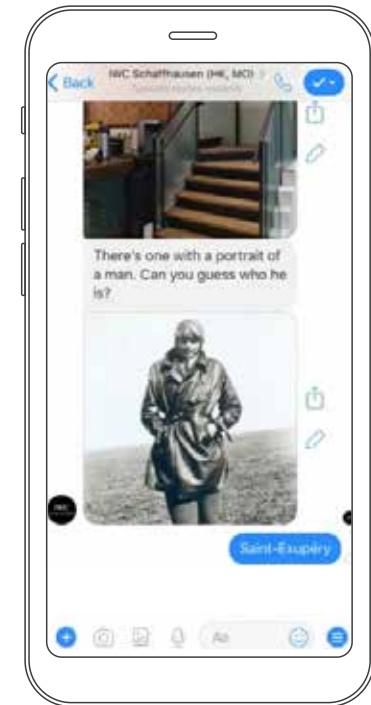 Back
IWC Schaffhausen (HK, MO)
There's one with a portrait of
a man. Can you guess who he
is?
IWC
Saint-Exupéry
Aa